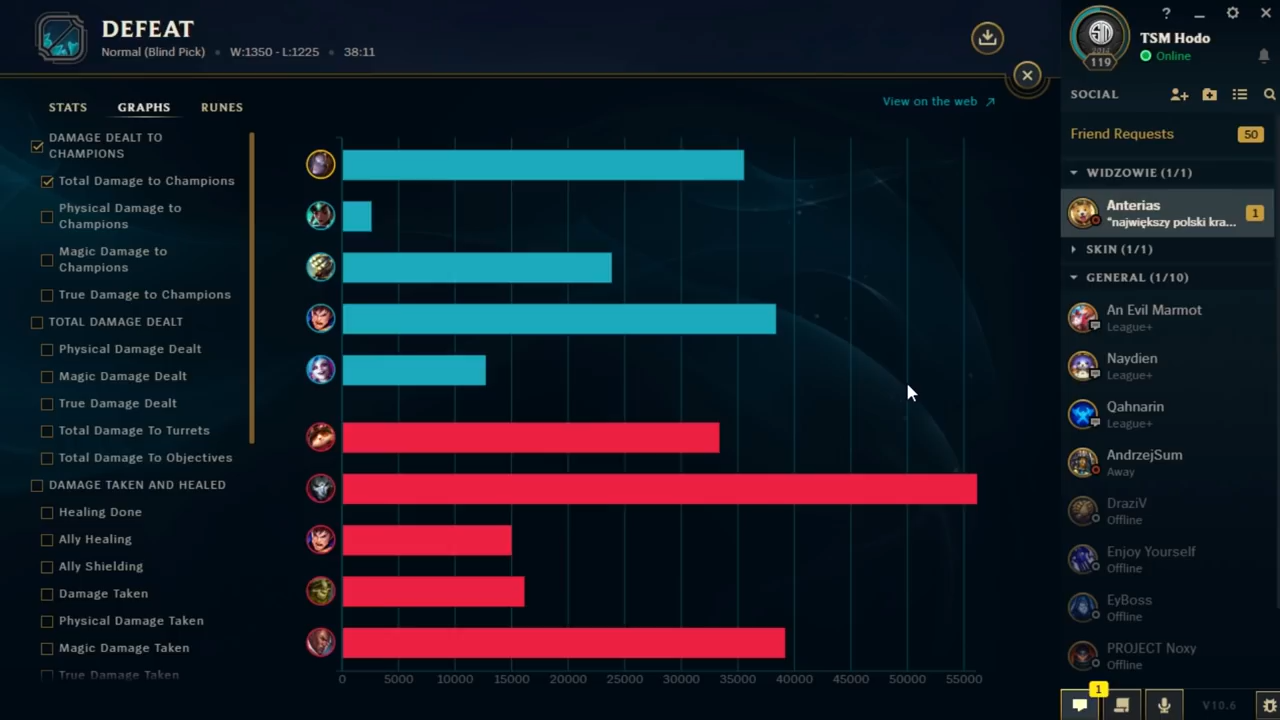 DEFEAT
Normal (Blind Pick) W:1350 - L:1225 38:11
STATS GRAPHS RUNES
View on the web
DAMAGE DEALT TO
CHAMPIONS
Total Damage to Champions
Physical Damage to
Champions
Magic Damage to
Champions
True Damage to Champions
TOTAL DAMAGE DEALT
Physical Damage Dealt
Magic Damage Dealt
True Damage Dealt
Total Damage To Turrets
Total Damage To Objectives
DAMAGE TAKEN AND HEALED
Healing Done
Ally Healing
Ally Shielding
Damage Taken
Physical Damage Taken
Magic Damage Taken
True Damage Taken
0 5000 10000 15000 20000 25000 30000 35000 40000 45000 50000 55000
?
119
TSM Hodo
Online
SOCIAL
Friend Requests 50
WIDZOWIE (1/1)
Anterias
"największy polski kra...
1
SKIN (1/1)
GENERAL (1/10)
An Evil Marmot
League+
Naydien
League+
Qahnarin
League+
AndrzejSum
Away
DraziV
Offline
Enjoy Yourself
Offline
EyBoss
Offline
PROJECT Noxy
Offline
1
V10.6